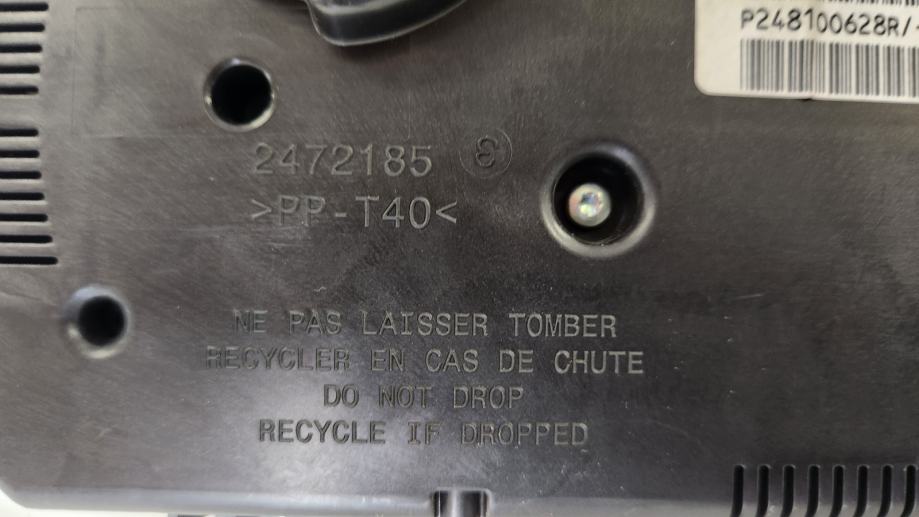 P248100628R/-
2472185 3
>PP-T40<
NE PAS LAISSER TOMBER
RECYCLER EN CAS DE CHUTE
DO NOT DROP
RECYCLE IF DROPPED